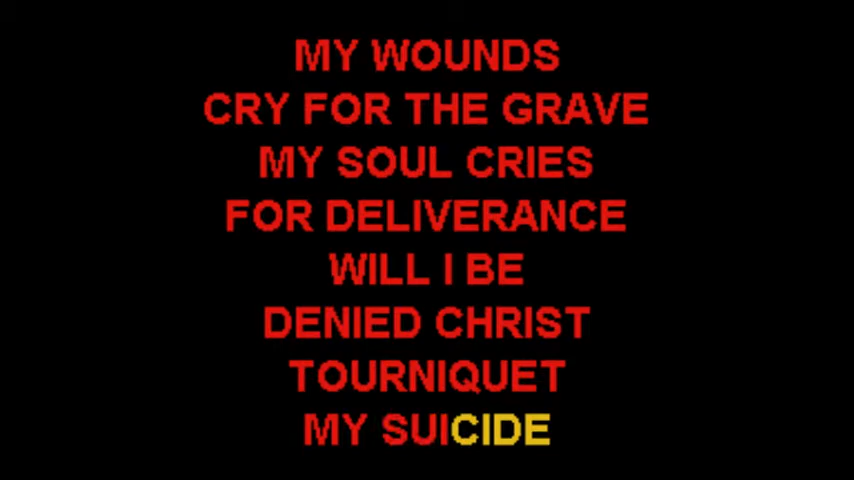 MY WOUNDS
CRY FOR THE GRAVE
MY SOUL CRIES
FOR DELIVERANCE
WILL I BE
DENIED CHRIST
TOURNIQUET
MY SUICIDE